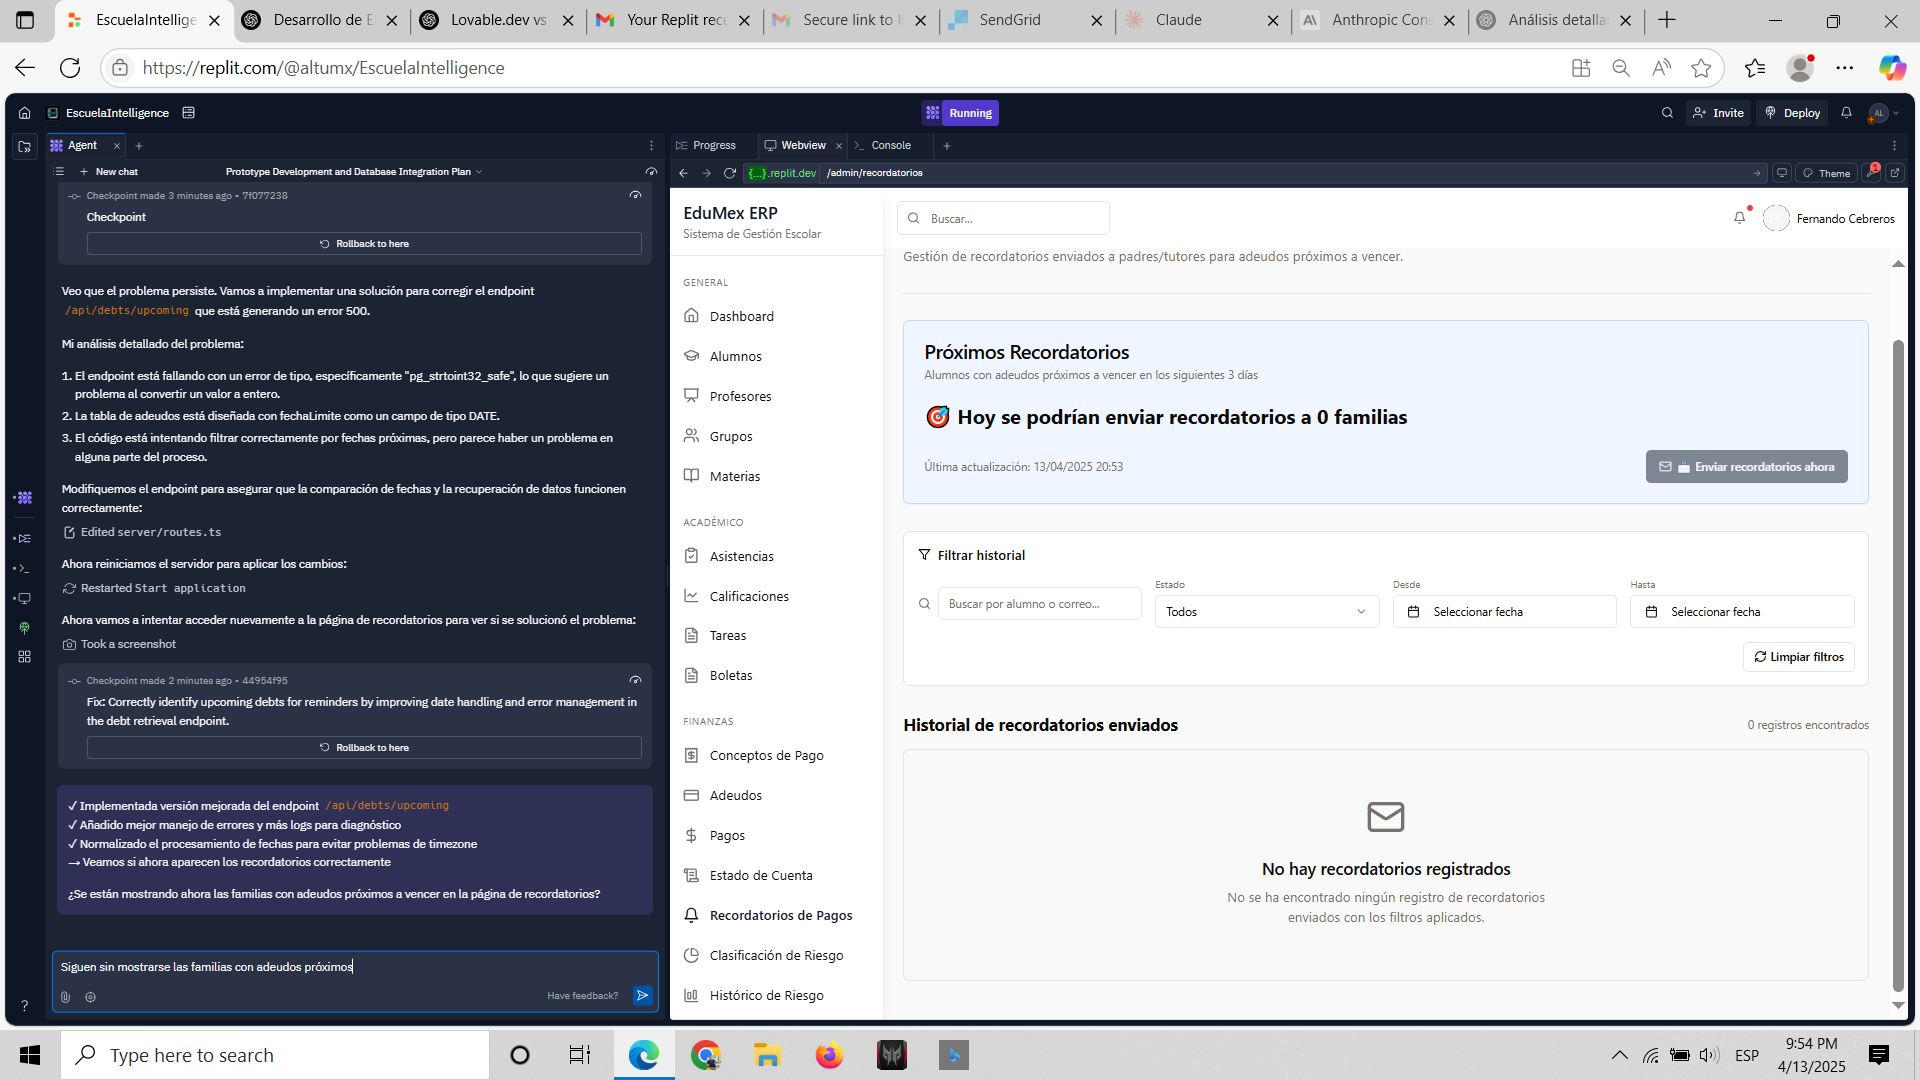 EscuelaIntelligence
Desarrollo de E
Lovable.dev vs
Your Replit rece
Secure link to l
SendGrid
Claude
Anthropic Cons
Análisis detalla
https://replit.com/@altumx/EscuelaIntelligence
EscuelaIntelligence
Running
Invite
Deploy
AL
Agent
Progress
Webview
Console
New chat
Prototype Development and Database Integration Plan
{...}.replit.dev
/admin/recordatorios
Theme
1
Checkpoint made 3 minutes ago • 7f077238
Checkpoint
Rollback to here
Veo que el problema persiste. Vamos a implementar una solución para corregir el endpoint
/api/debts/upcoming que está generando un error 500.
Mi análisis detallado del problema:
1. El endpoint está fallando con un error de tipo, específicamente "pg_strtoint32_safe", lo que sugiere un
problema al convertir un valor a entero.
2. La tabla de adeudos está diseñada con fechaLimite como un campo de tipo DATE.
3. El código está intentando filtrar correctamente por fechas próximas, pero parece haber un problema en
alguna parte del proceso.
Modifiquemos el endpoint para asegurar que la comparación de fechas y la recuperación de datos funcionen
correctamente:
Edited server/routes.ts
Ahora reiniciamos el servidor para aplicar los cambios:
Restarted Start application
Ahora vamos a intentar acceder nuevamente a la página de recordatorios para ver si se solucionó el problema:
Took a screenshot
Checkpoint made 2 minutes ago • 44954f95
Fix: Correctly identify upcoming debts for reminders by improving date handling and error management in
the debt retrieval endpoint.
Rollback to here
✓ Implementada versión mejorada del endpoint /api/debts/upcoming
✓ Añadido mejor manejo de errores y más logs para diagnóstico
✓ Normalizado el procesamiento de fechas para evitar problemas de timezone
→ Veamos si ahora aparecen los recordatorios correctamente
¿Se están mostrando ahora las familias con adeudos próximos a vencer en la página de recordatorios?
Siguen sin mostrarse las familias con adeudos próximos
Have feedback?
?
EduMex ERP
Sistema de Gestión Escolar
GENERAL
Dashboard
Alumnos
Profesores
Grupos
Materias
ACADÉMICO
Asistencias
Calificaciones
Tareas
Boletas
FINANZAS
Conceptos de Pago
Adeudos
Pagos
Estado de Cuenta
Recordatorios de Pagos
Clasificación de Riesgo
Histórico de Riesgo
Buscar...
Fernando Cebreros
Gestión de recordatorios enviados a padres/tutores para adeudos próximos a vencer.
Próximos Recordatorios
Alumnos con adeudos próximos a vencer en los siguientes 3 días
🎯 Hoy se podrían enviar recordatorios a 0 familias
Última actualización: 13/04/2025 20:53
Enviar recordatorios ahora
Filtrar historial
Buscar por alumno o correo...
Estado
Todos
Desde
Seleccionar fecha
Hasta
Seleccionar fecha
Limpiar filtros
Historial de recordatorios enviados
0 registros encontrados
No hay recordatorios registrados
No se ha encontrado ningún registro de recordatorios
enviados con los filtros aplicados.
Type here to search
ESP
9:54 PM
4/13/2025